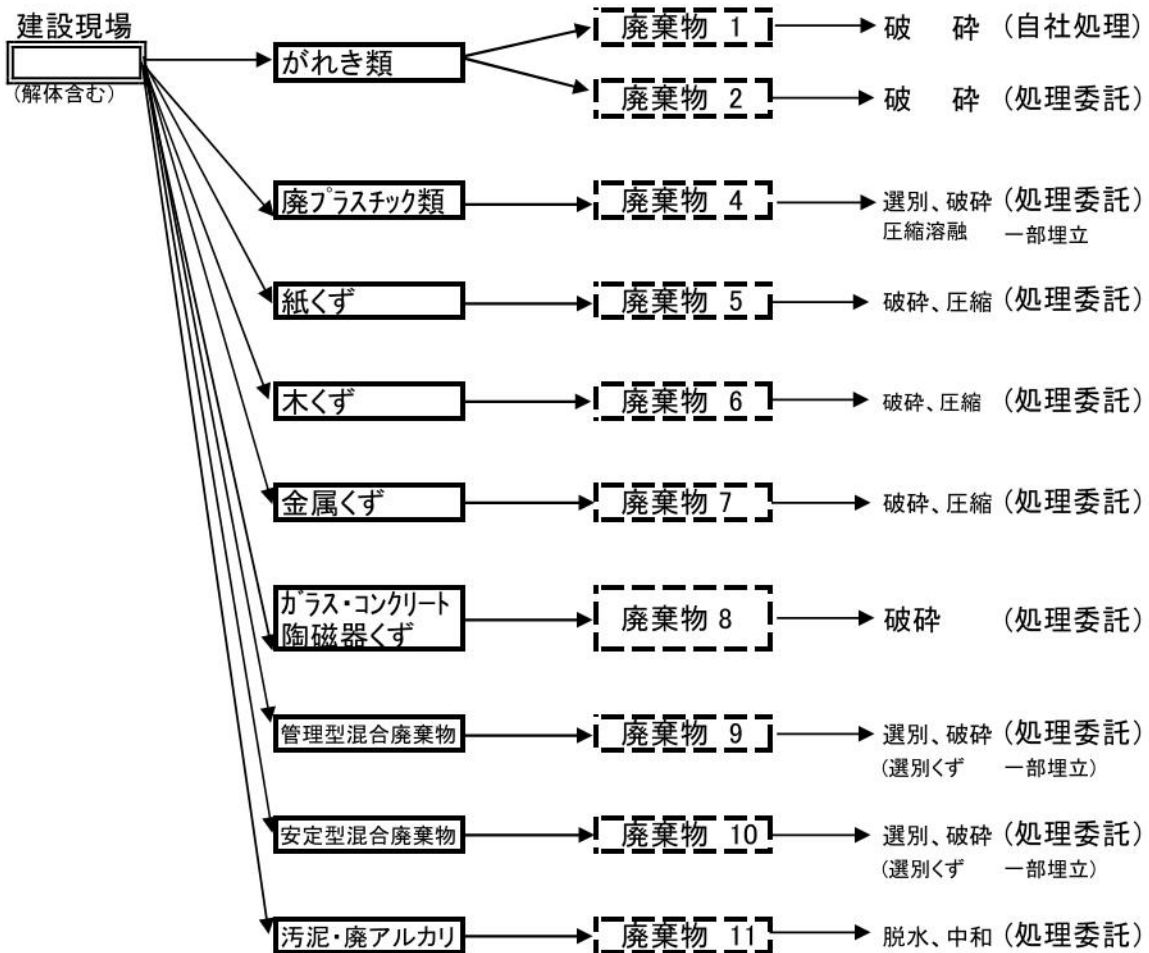 建設現場
(解体含む)
がれき類
廃棄物 1
破 砕 (自社処理)
廃棄物 2
破 砕 (処理委託)
廃プラスチック類
廃棄物 4
選別、破砕 (処理委託)
圧縮溶融 一部埋立
紙くず
廃棄物 5
破砕、圧縮 (処理委託)
木くず
廃棄物 6
破砕、圧縮 (処理委託)
金属くず
廃棄物 7
破砕、圧縮 (処理委託)
ガラス・コンクリート
陶磁器くず
廃棄物 8
破砕 (処理委託)
管理型混合廃棄物
廃棄物 9
選別、破砕 (処理委託)
(選別くず 一部埋立)
安定型混合廃棄物
廃棄物 10
選別、破砕 (処理委託)
(選別くず 一部埋立)
汚泥・廃アルカリ
廃棄物 11
脱水、中和 (処理委託)